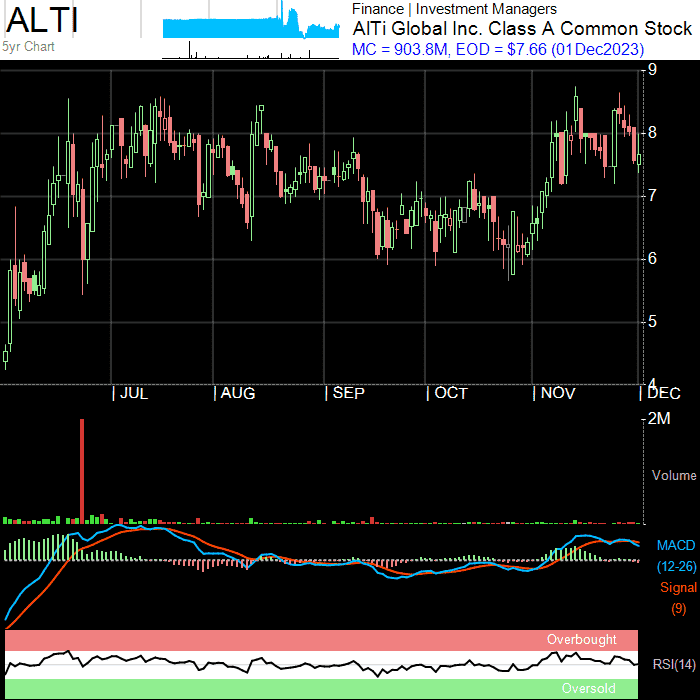 ALTI
5yr Chart
Finance | Investment Managers
AlTi Global Inc. Class A Common Stock
MC = 903.8M, EOD = $7.66 (01Dec2023)
9
8
7
6
5
4
| JUL | AUG | SEP | OCT | NOV | DEC
2M
Volume
MACD
(12-26)
Signal
(9)
Overbought
RSI(14)
Oversold